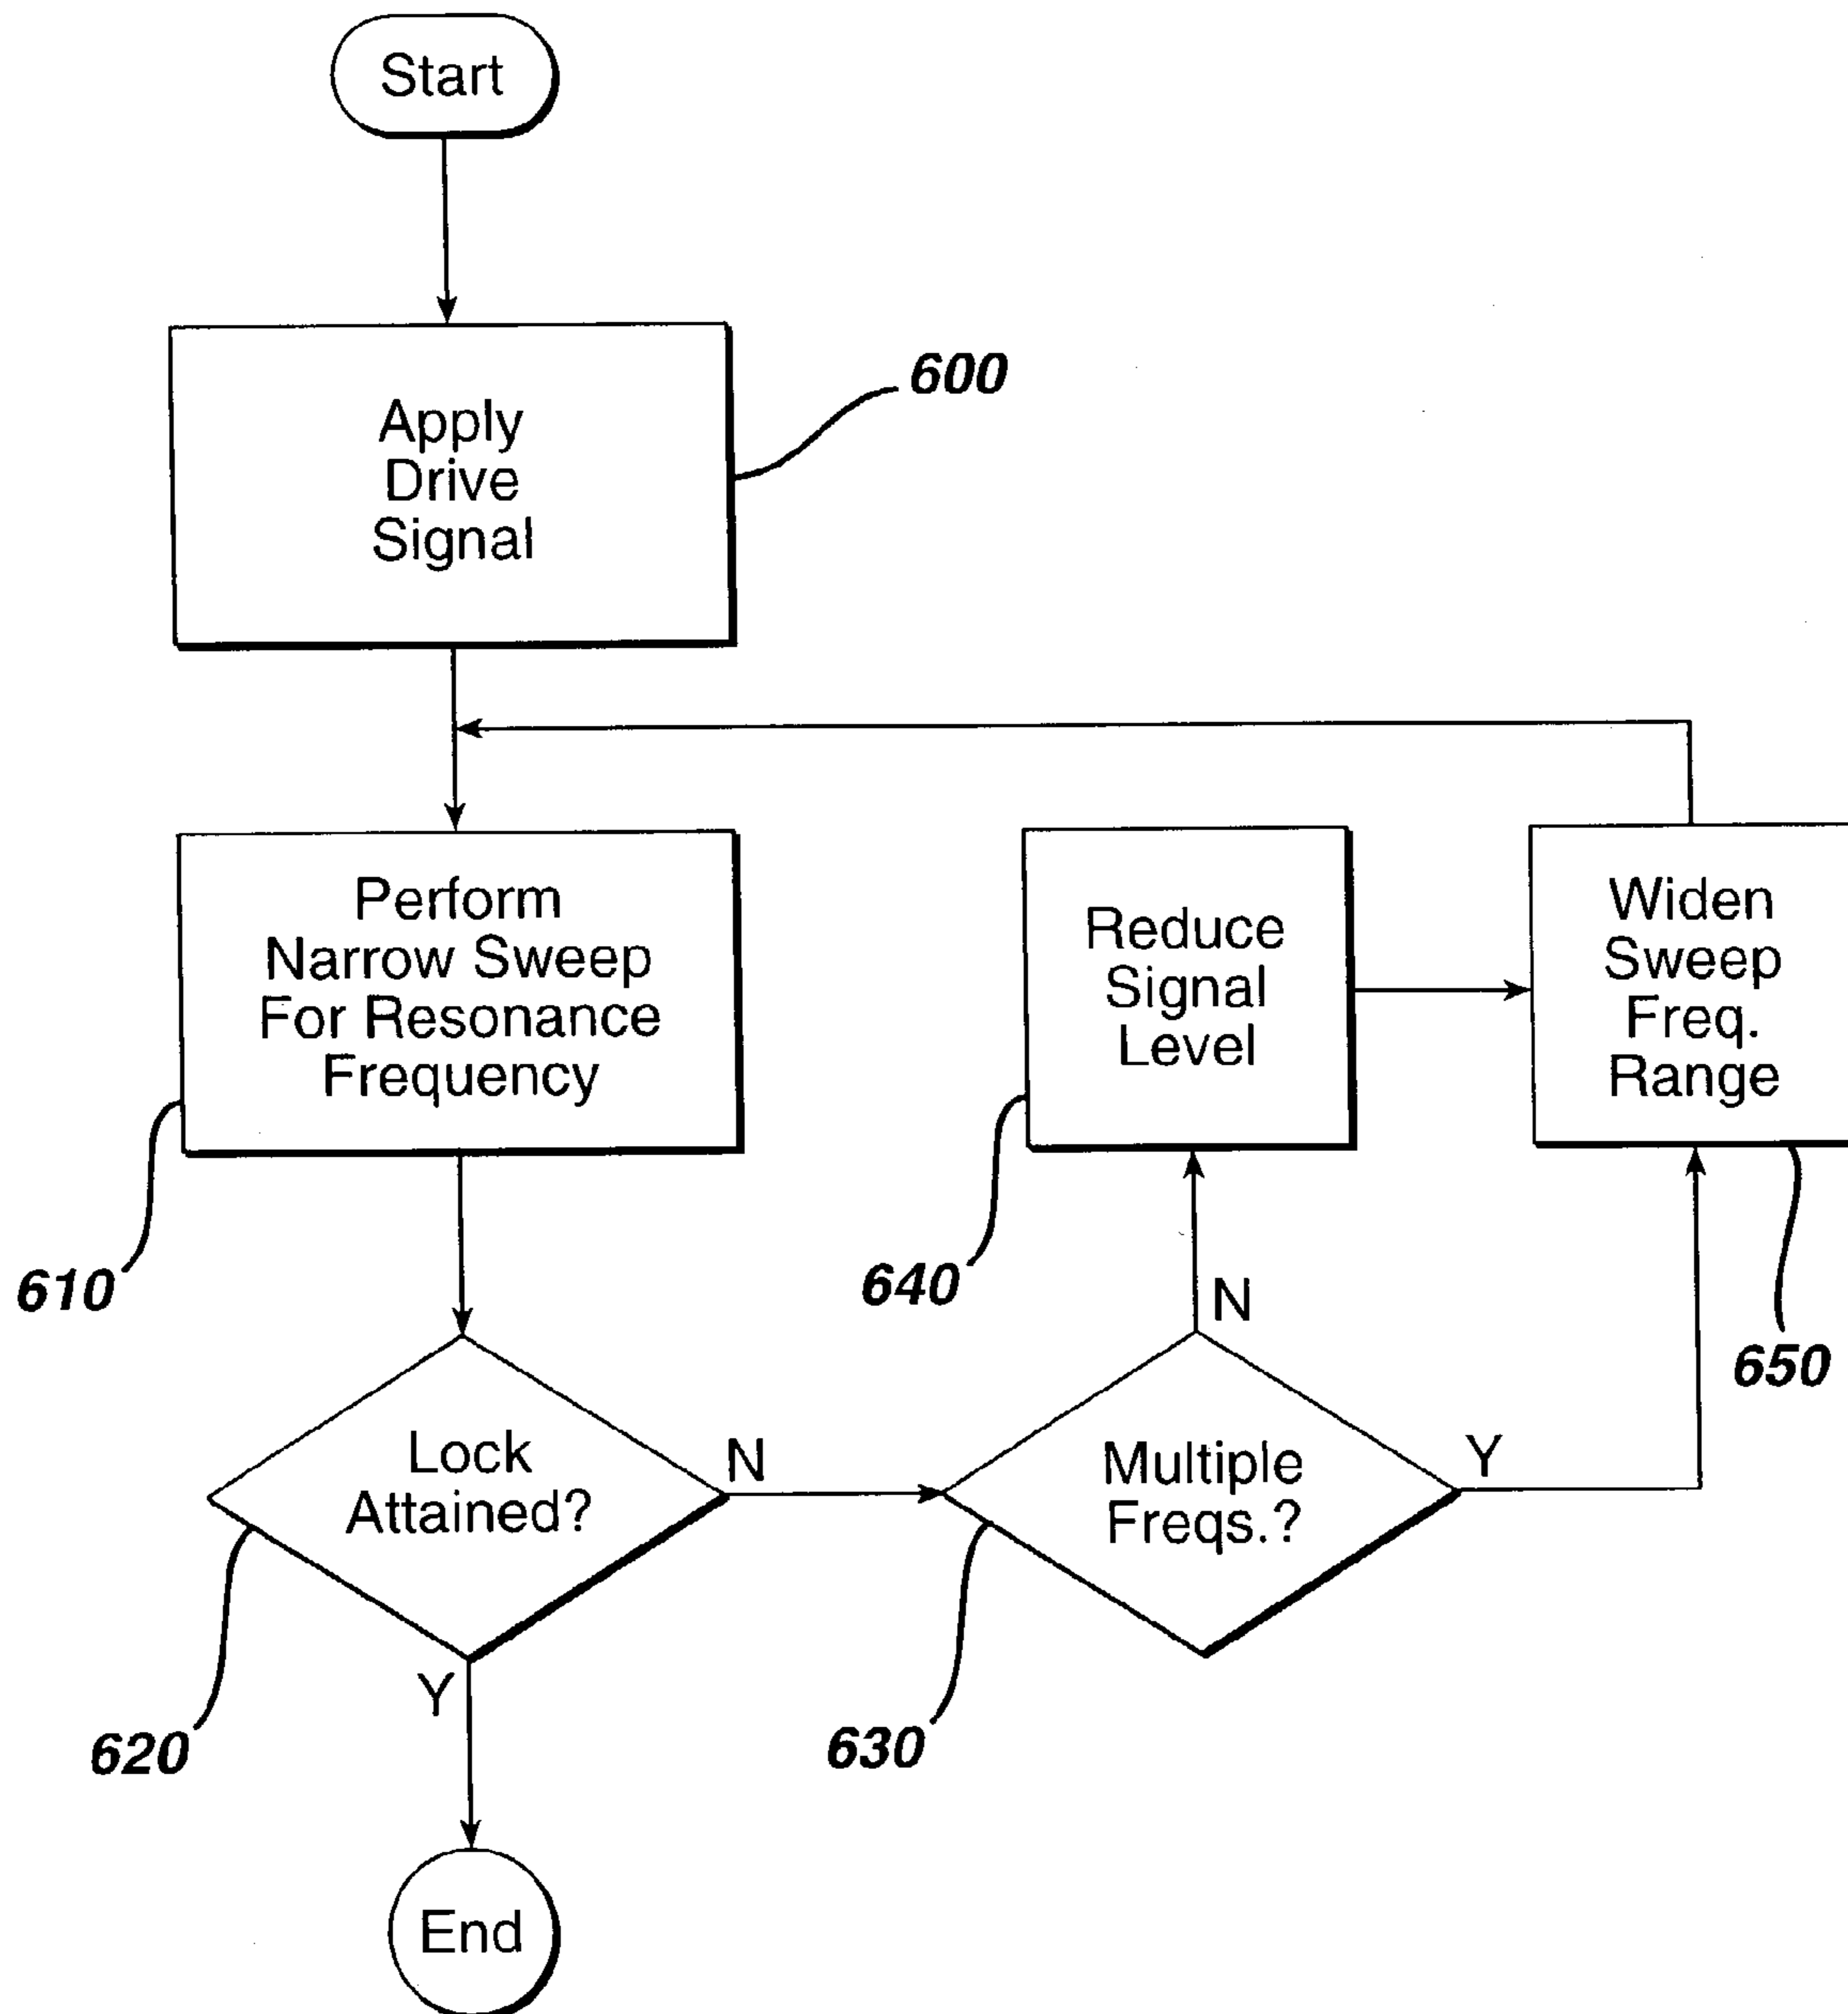 Start
Apply
Drive
Signal
600
Perform
Narrow Sweep
For Resonance
Frequency
610
Reduce
Signal
Level
640
Widen
Sweep
Freq.
Range
650
Lock
Attained?
N
Y
620
Multiple
Freqs.?
N
Y
630
End